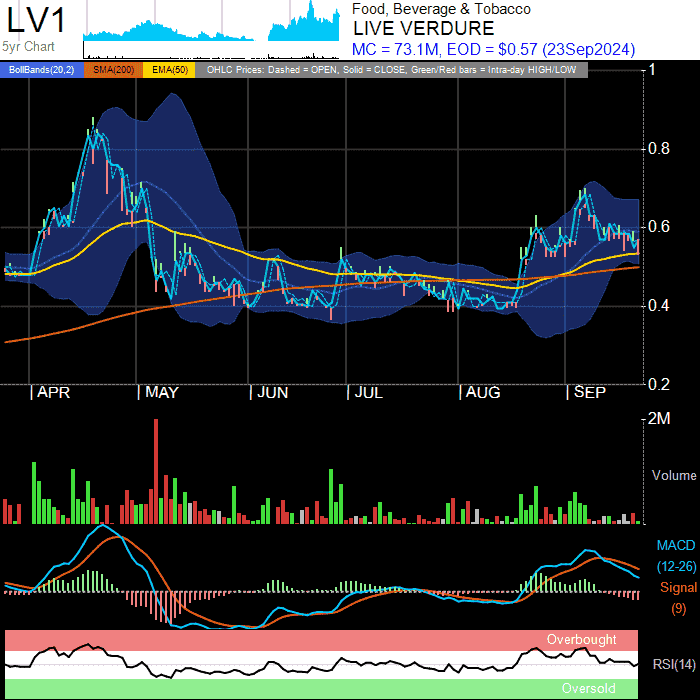 LV1
5yr Chart
Food, Beverage & Tobacco
LIVE VERDURE
MC = 73.1M, EOD = $0.57 (23Sep2024)
BollBands(20,2) SMA(200) EMA(50) OHLC Prices: Dashed = OPEN, Solid = CLOSE, Green/Red bars = Intra-day HIGH/LOW
1
0.8
0.6
0.4
0.2
APR MAY JUN JUL AUG SEP
2M
Volume
MACD
(12-26)
Signal
(9)
Overbought
RSI(14)
Oversold